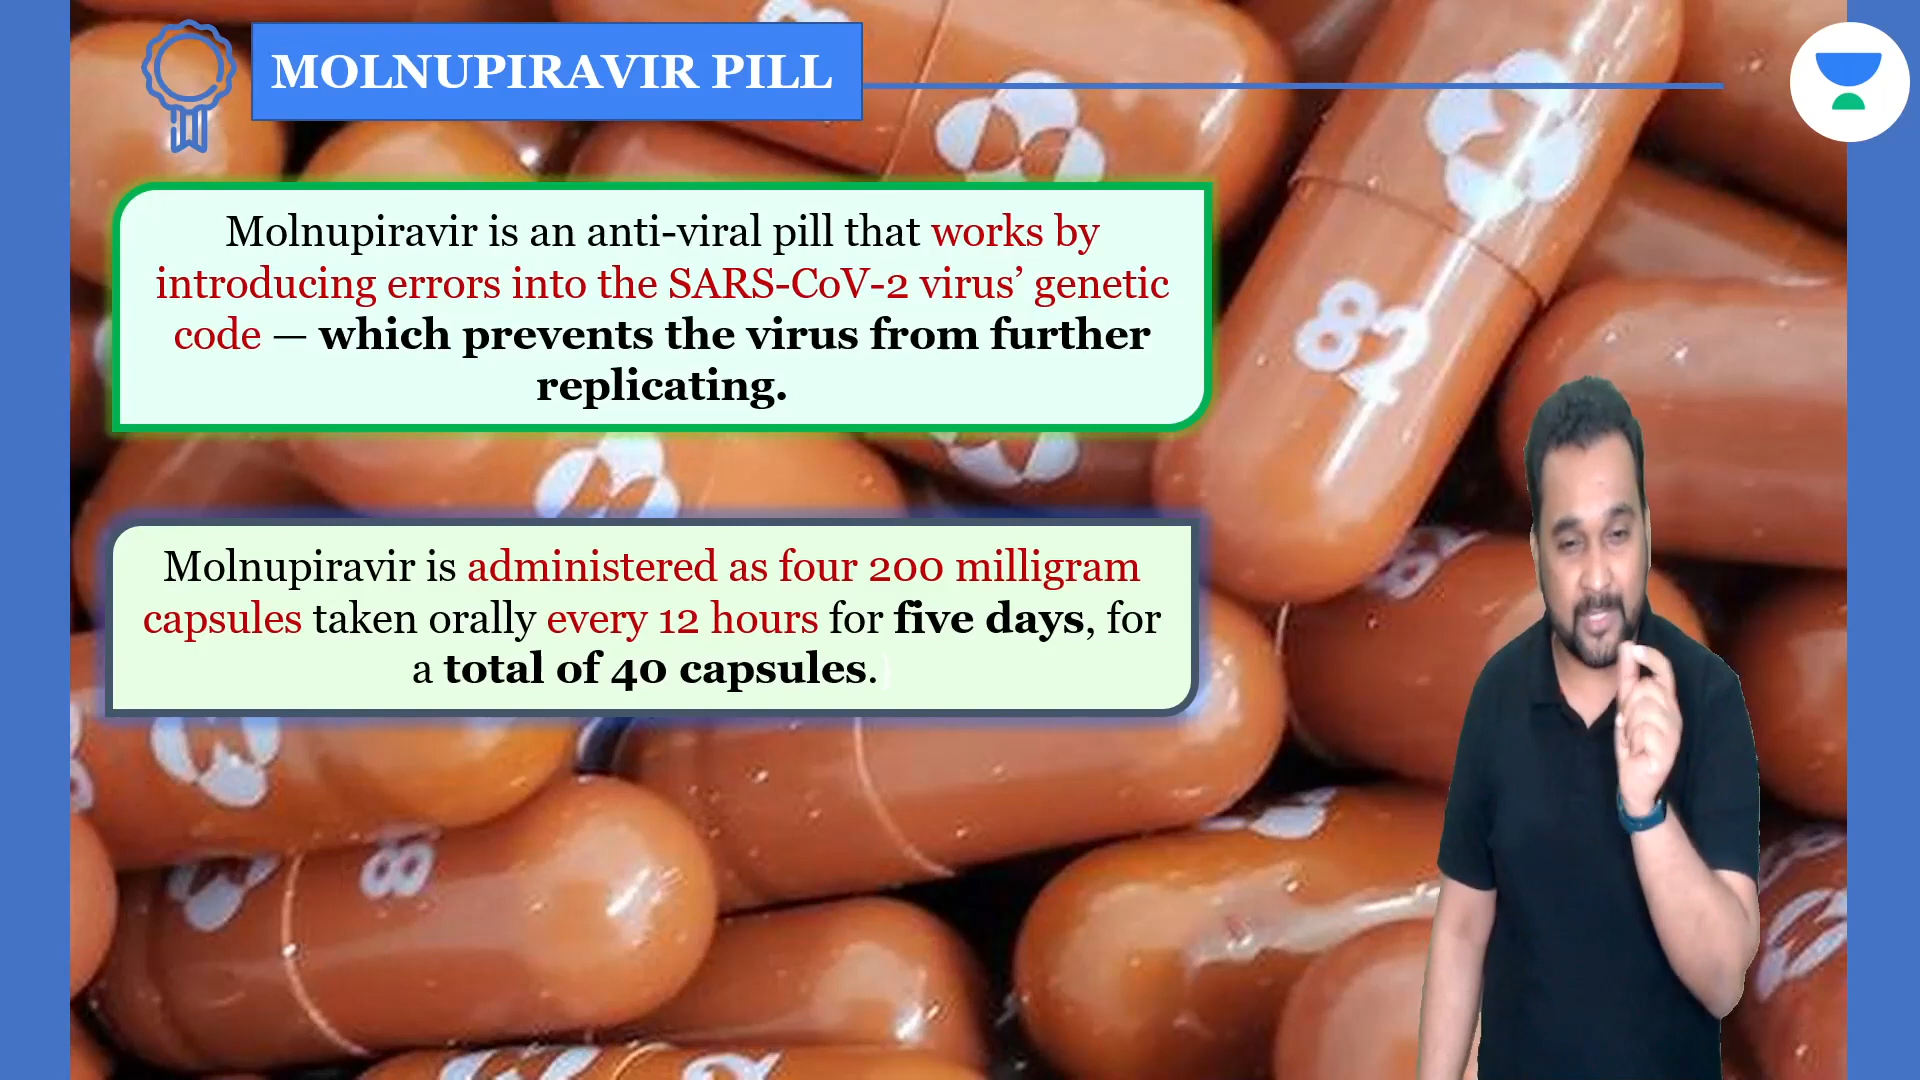 MOLNUPIRAVIR PILL
Molnupiravir is an anti-viral pill that works by
introducing errors into the SARS-CoV-2 virus’ genetic
code — which prevents the virus from further
replicating.
82
Molnupiravir is administered as four 200 milligram
capsules taken orally every 12 hours for five days, for
a total of 40 capsules.